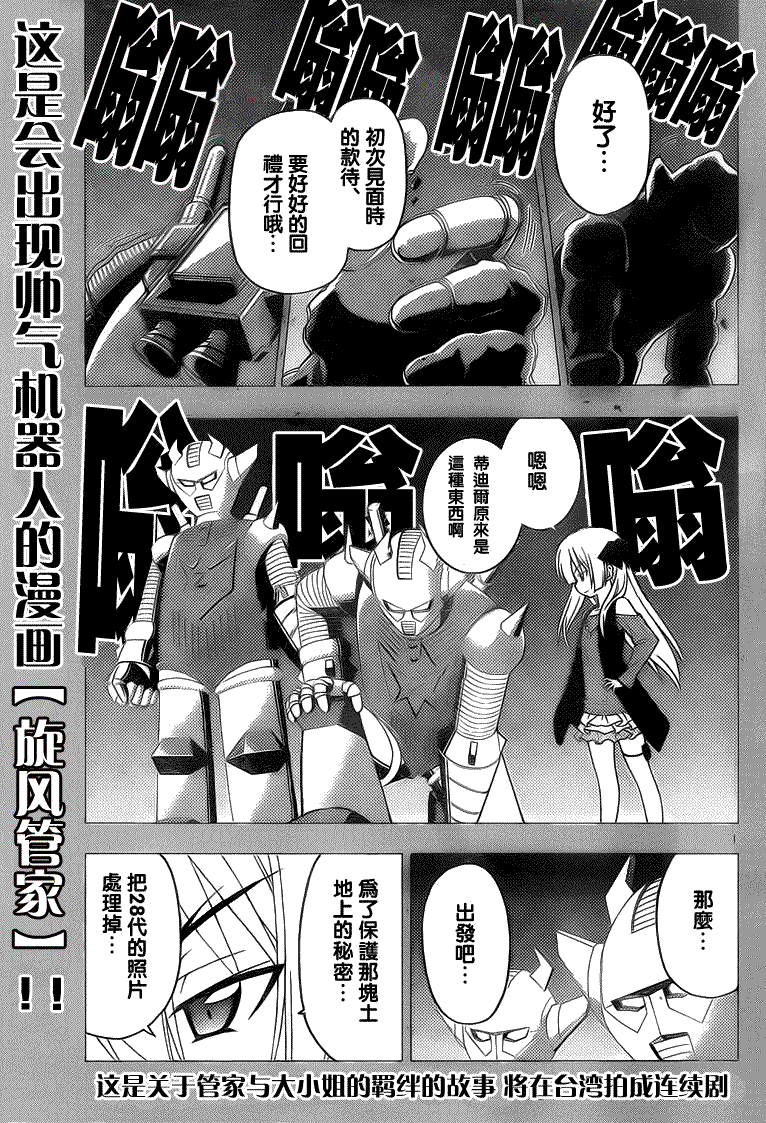 这是会出现帅气机器人的漫画【旋风管家】！！
嗡嗡嗡
嗡嗡
嗡嗡
嗡嗡
好了…
初次見面時
的款待、
要好好的回
禮才行哦…
嗡
嗡
嗡
嗯嗯
蒂迪爾原來是
這種東西啊
1
那麼…
出發吧…
為了保護那塊土
地上的秘密…
把28代的照片
處理掉…
这是关于管家与大小姐的羁绊的故事 將在台湾拍成连续剧